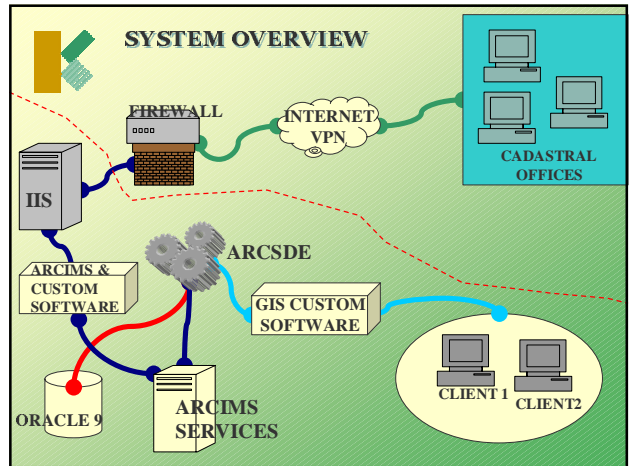 SYSTEM OVERVIEW
FIREWALL
INTERNET
VPN
CADASTRAL
OFFICES
IIS
ARCSDE
ARCIMS &
CUSTOM
SOFTWARE
GIS CUSTOM
SOFTWARE
ORACLE 9
ARCIMS
SERVICES
CLIENT 1
CLIENT2